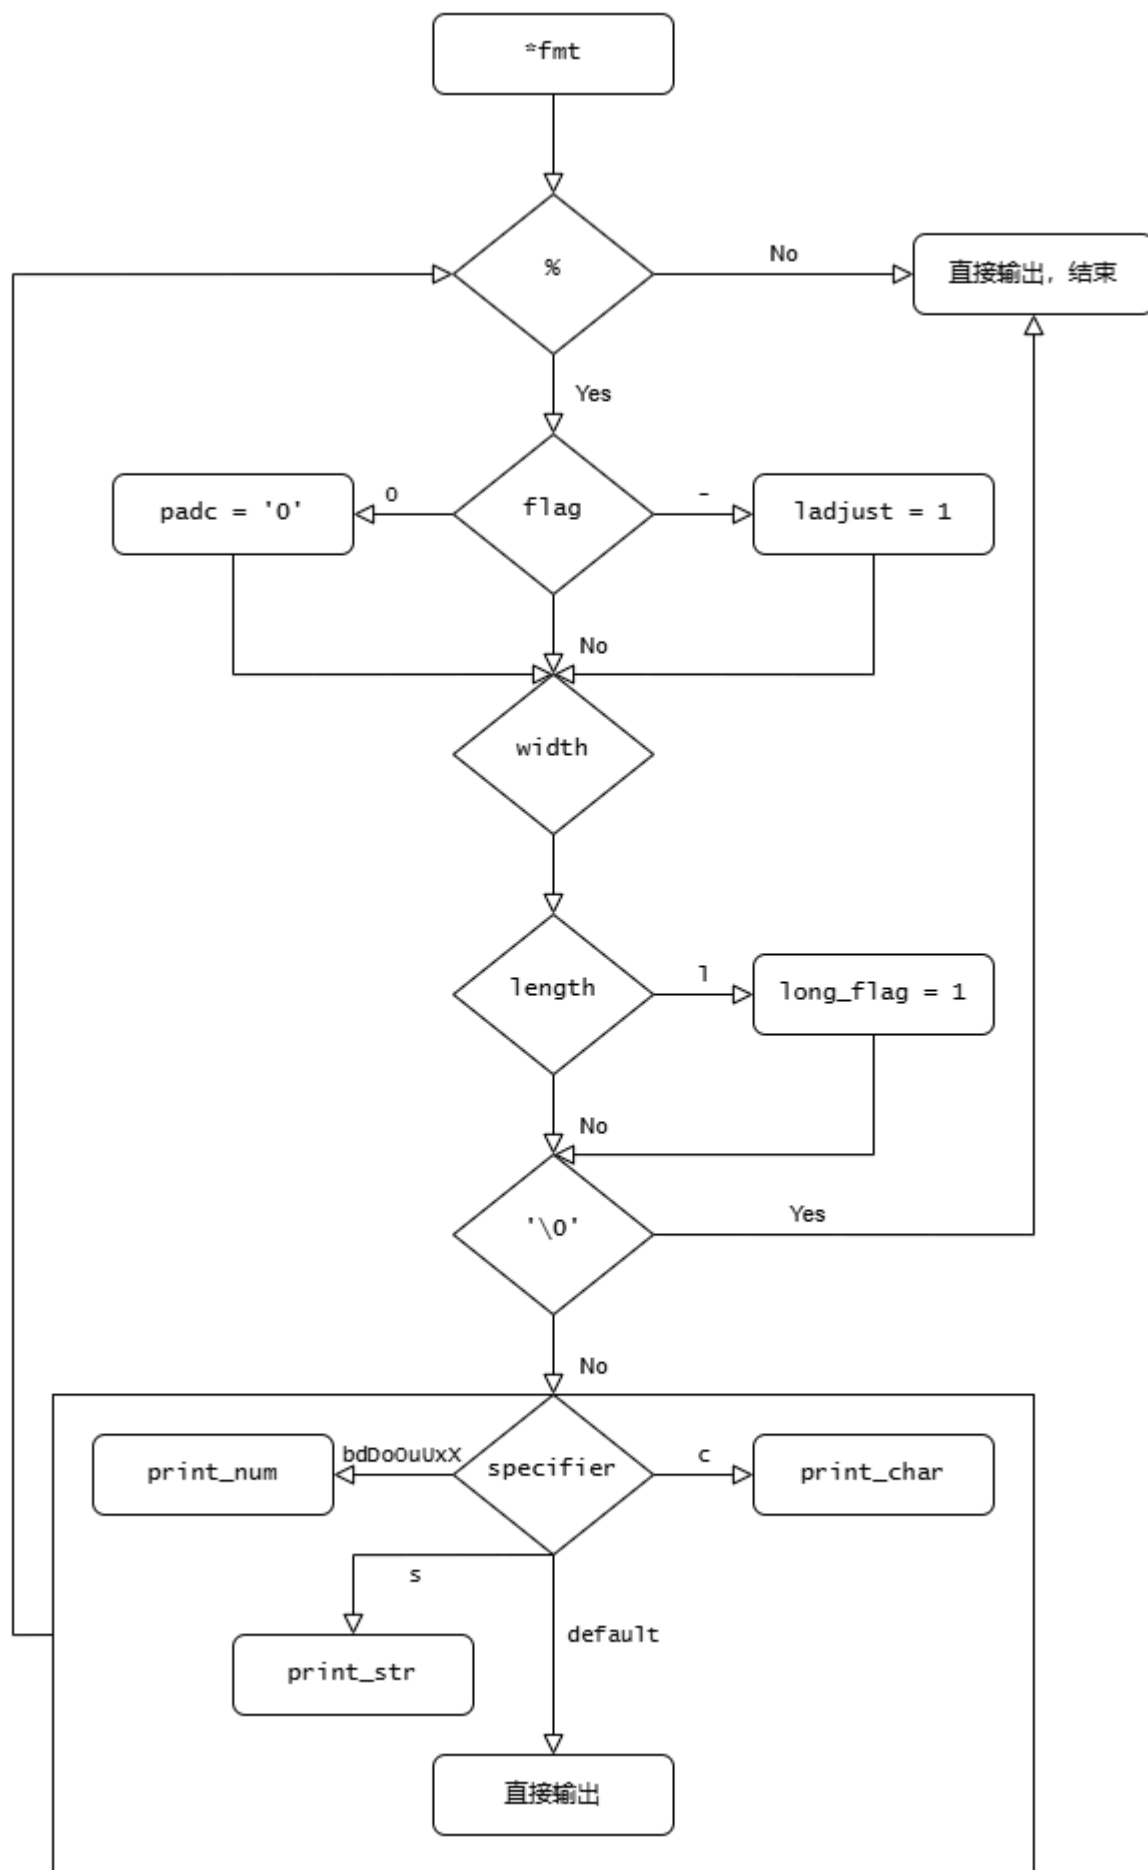 *fmt
%
No
直接输出，结束
Yes
flag
0
padc = '0'
-
ladjust = 1
No
width
length
l
long_flag = 1
No
'\0'
Yes
No
specifier
bdDoOuUxX
print_num
c
print_char
s
print_str
default
直接输出